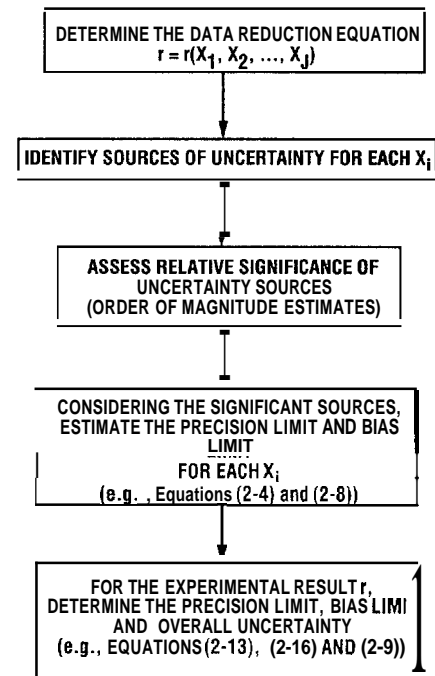 DETERMINE THE DATA REDUCTION EQUATION
r = r(X₁, X₂, ..., X_J)
IDENTIFY SOURCES OF UNCERTAINTY FOR EACH Xᵢ
ASSESS RELATIVE SIGNIFICANCE OF
UNCERTAINTY SOURCES
(ORDER OF MAGNITUDE ESTIMATES)
CONSIDERING THE SIGNIFICANT SOURCES,
ESTIMATE THE PRECISION LIMIT AND BIAS
LIMIT
FOR EACH Xᵢ
(e.g. , Equations (2-4) and (2-8))
FOR THE EXPERIMENTAL RESULT r,
DETERMINE THE PRECISION LIMIT, BIAS LIMI
AND OVERALL UNCERTAINTY
(e.g., EQUATIONS (2-13), (2-16) AND (2-9))